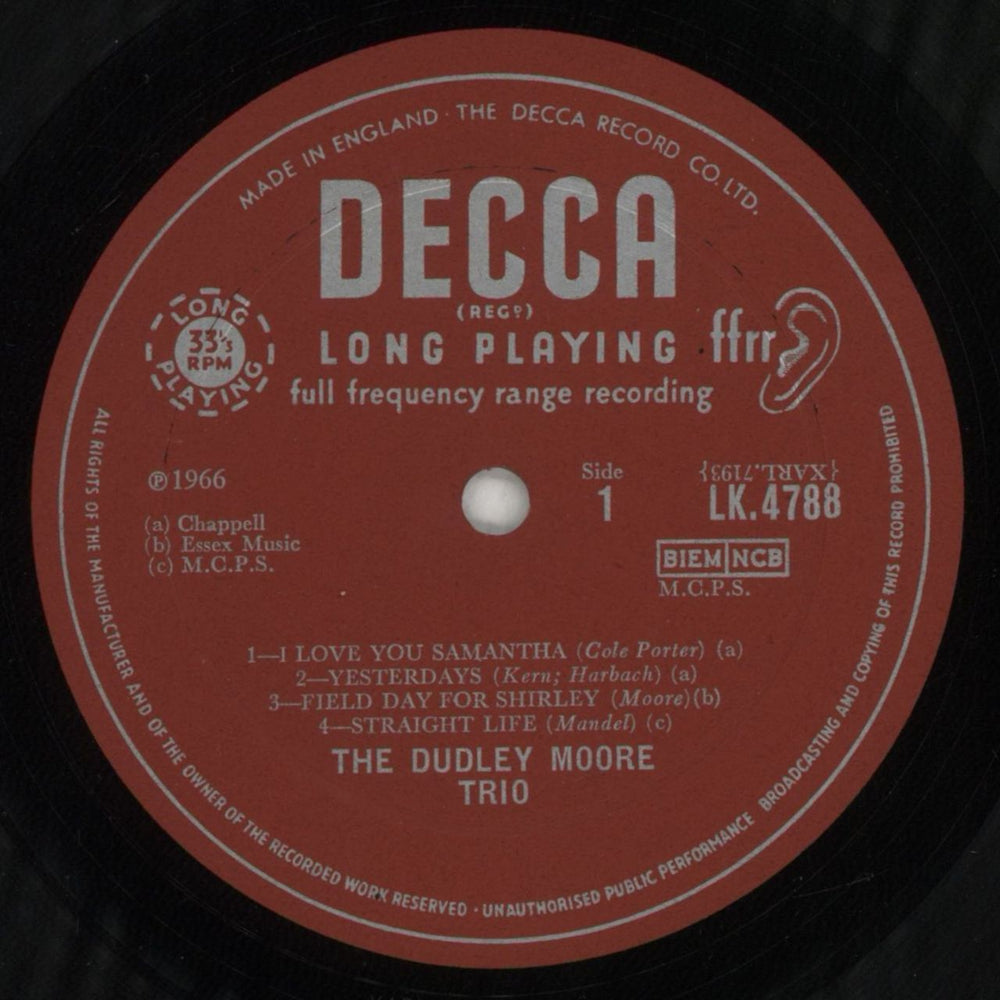 MADE IN ENGLAND · THE DECCA RECORD CO. LTD.
DECCA
(REGD)
LONG PLAYING
33 1/3
RPM
LONG PLAYING ffrr
full frequency range recording
℗1966
(a) Chappell
(b) Essex Music
(c) M.C.P.S.
Side
1
{XARL.7193}
LK.4788
BIEM NCB
M.C.P.S.
1—I LOVE YOU SAMANTHA (Cole Porter) (a)
2—YESTERDAYS (Kern; Harbach) (a)
3—FIELD DAY FOR SHIRLEY (Moore)(b)
4—STRAIGHT LIFE (Mandel) (c)
THE DUDLEY MOORE
TRIO
ALL RIGHTS OF THE MANUFACTURER AND OF THE OWNER OF THE RECORDED WORK RESERVED · UNAUTHORISED PUBLIC PERFORMANCE BROADCASTING AND COPYING OF THIS RECORD PROHIBITED